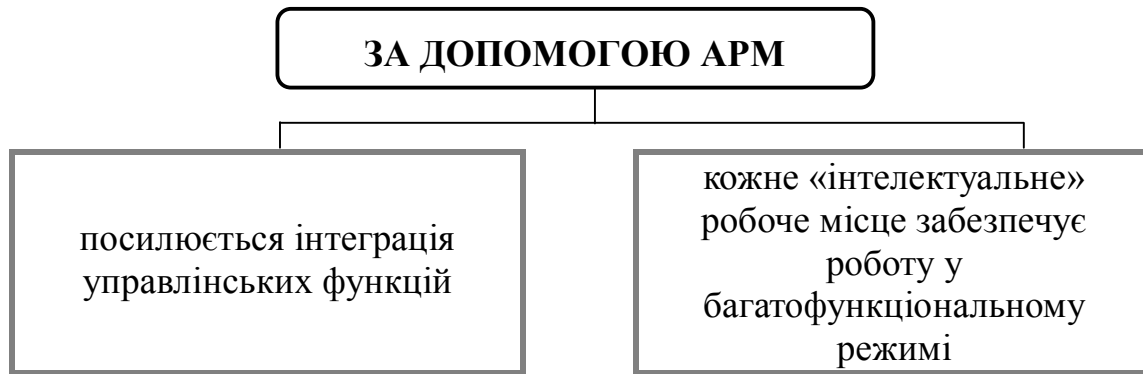 ЗА ДОПОМОГОЮ АРМ
посилюється інтеграція
управлінських функцій
кожне «інтелектуальне»
робоче місце забезпечує
роботу у
багатофункціональному
режимі